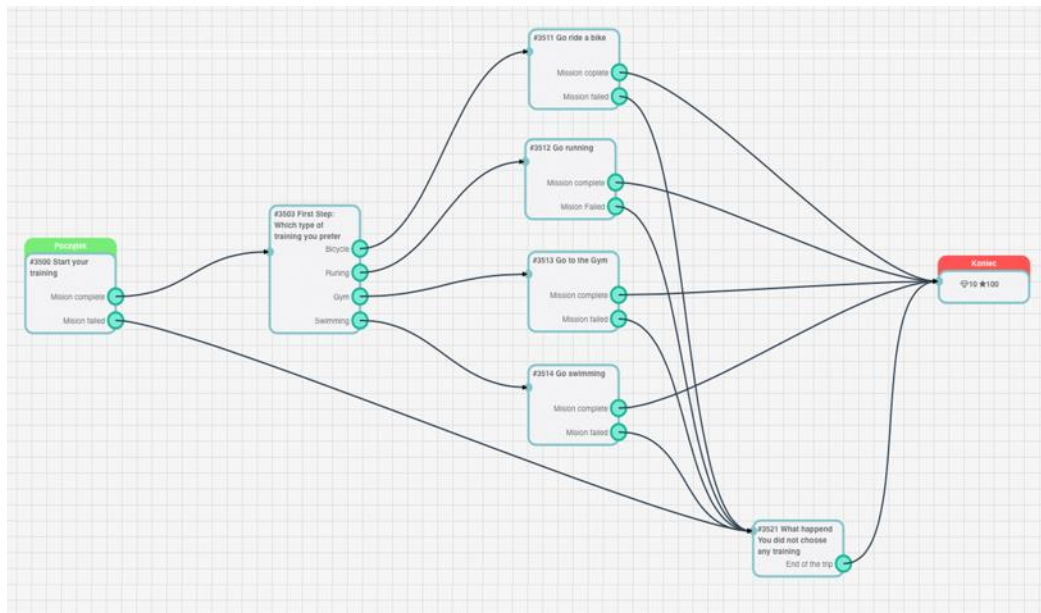 Początek
#3500 Start your
training
Mision complete
Mision failed
#3503 First Step:
Which type of
training you prefer
Bicycle
Runing
Gym
Swimming
#3511 Go ride a bike
Mission coplete
Mission failed
#3512 Go running
Mission complete
Mision Failed
#3513 Go to the Gym
Mission complete
Mission failed
#3514 Go swimming
Mision complete
Mision failed
#3521 What happend
You did not choose
any training
End of the trip
Koniec
10 ★100